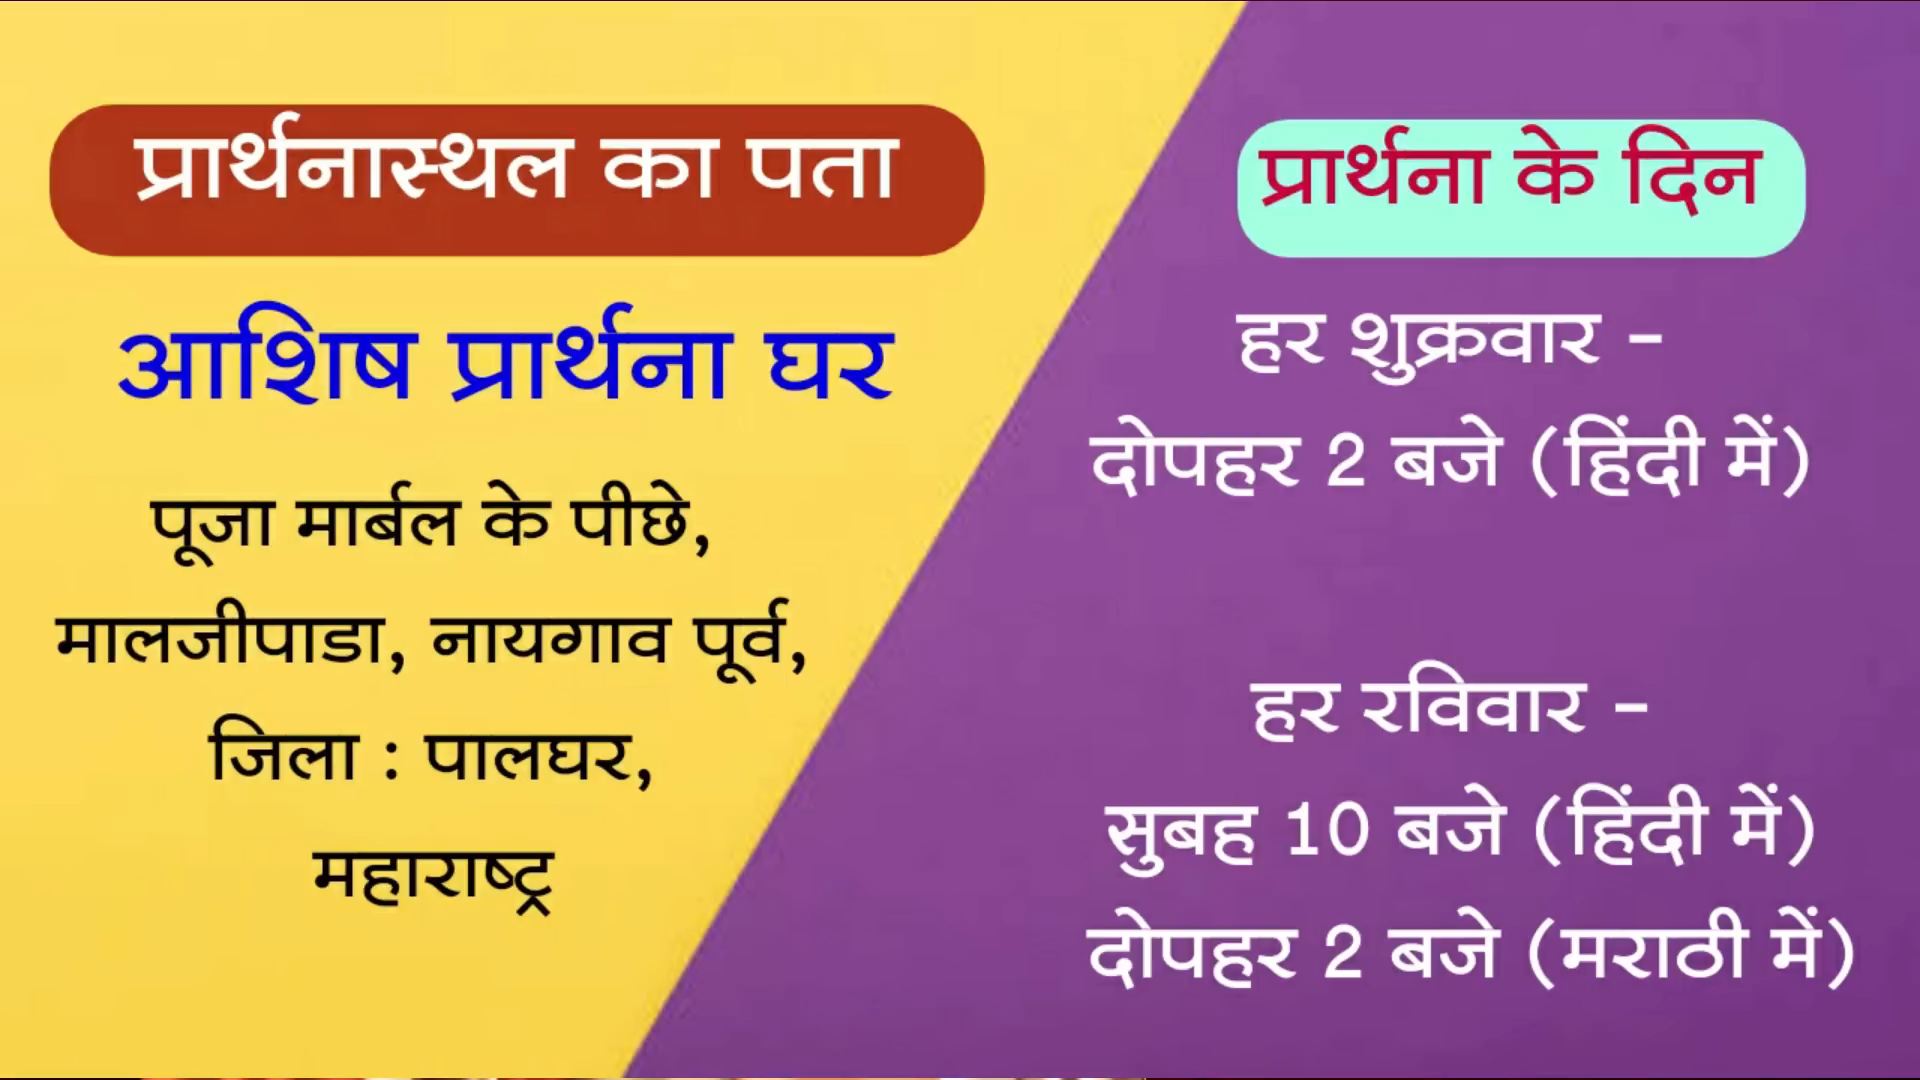 प्रार्थनास्थल का पता
आशिष प्रार्थना घर
पूजा मार्बल के पीछे,
मालजीपाडा, नायगाव पूर्व,
जिला : पालघर,
महाराष्ट्र
प्रार्थना के दिन
हर शुक्रवार -
दोपहर 2 बजे (हिंदी में)
हर रविवार -
सुबह 10 बजे (हिंदी में)
दोपहर 2 बजे (मराठी में)